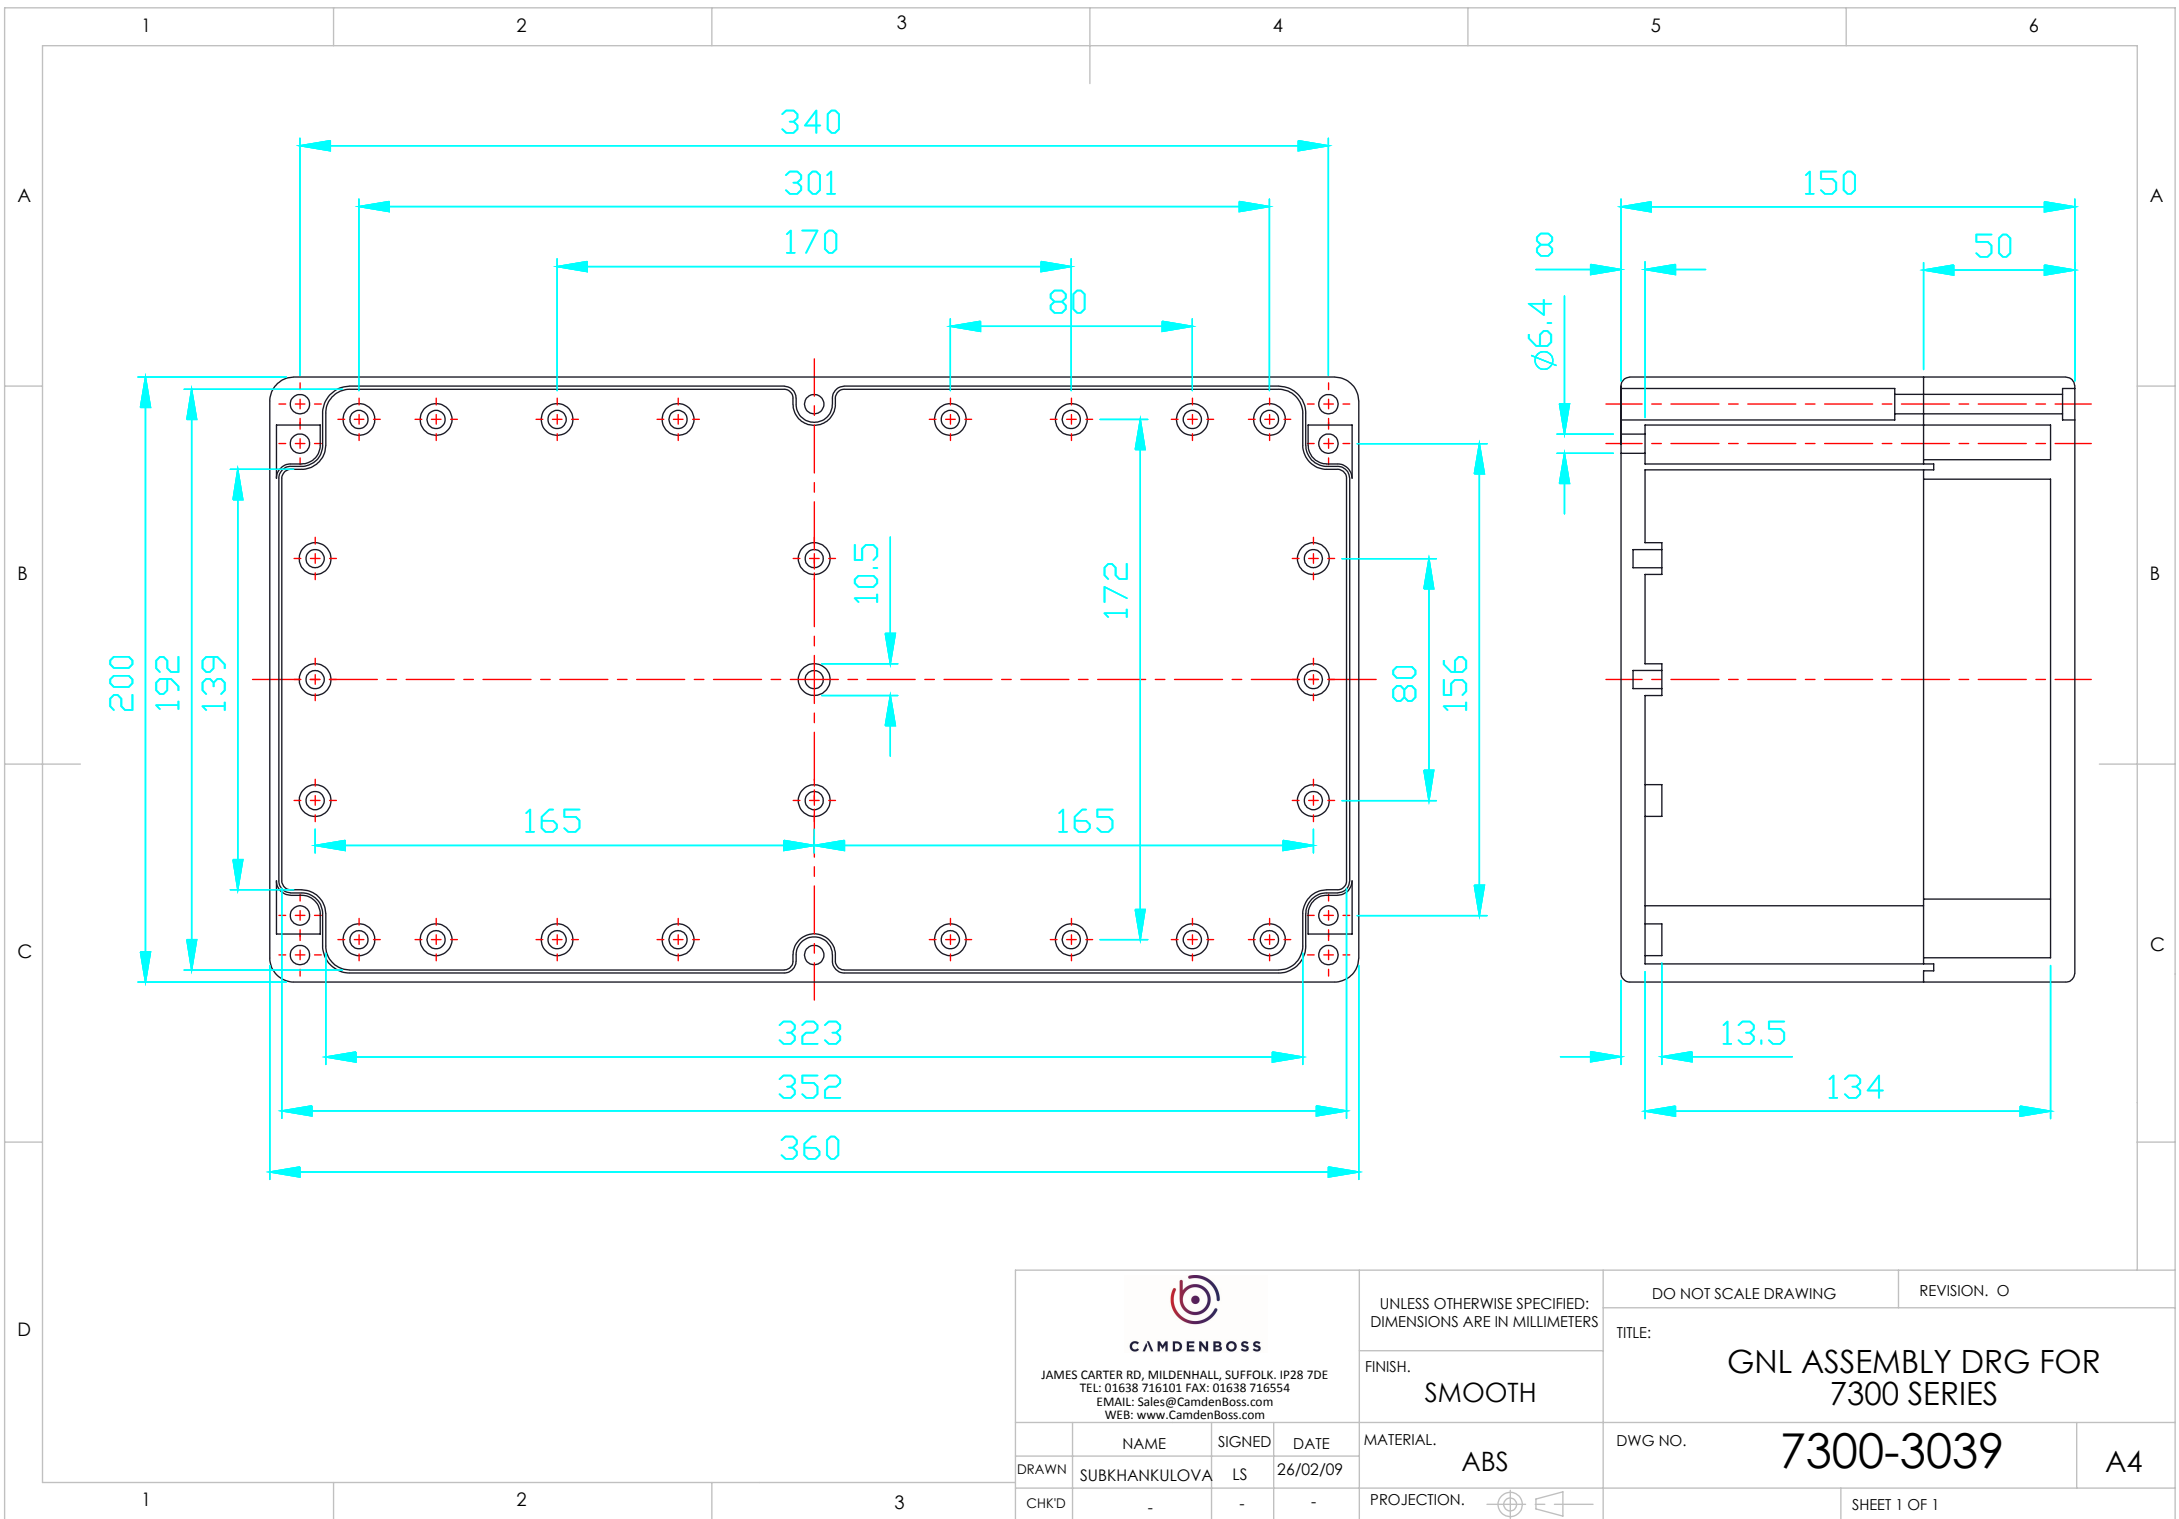 1 2 3 4 5 6
A
B
C
D
A
B
C
1 2 3
340
301
170
80
150
8
50
ø6.4
200
192
139
10.5
172
80
156
165
165
323
352
360
13.5
134
CAMDENBOSS
JAMES CARTER RD, MILDENHALL, SUFFOLK. IP28 7DE
TEL: 01638 716101 FAX: 01638 716554
EMAIL: Sales@CamdenBoss.com
WEB: www.CamdenBoss.com
NAME SIGNED DATE
DRAWN SUBKHANKULOVA LS 26/02/09
CHK'D - - -
UNLESS OTHERWISE SPECIFIED:
DIMENSIONS ARE IN MILLIMETERS
FINISH.
SMOOTH
MATERIAL.
ABS
PROJECTION.
DO NOT SCALE DRAWING
REVISION. O
TITLE:
GNL ASSEMBLY DRG FOR
7300 SERIES
DWG NO.
7300-3039
A4
SHEET 1 OF 1